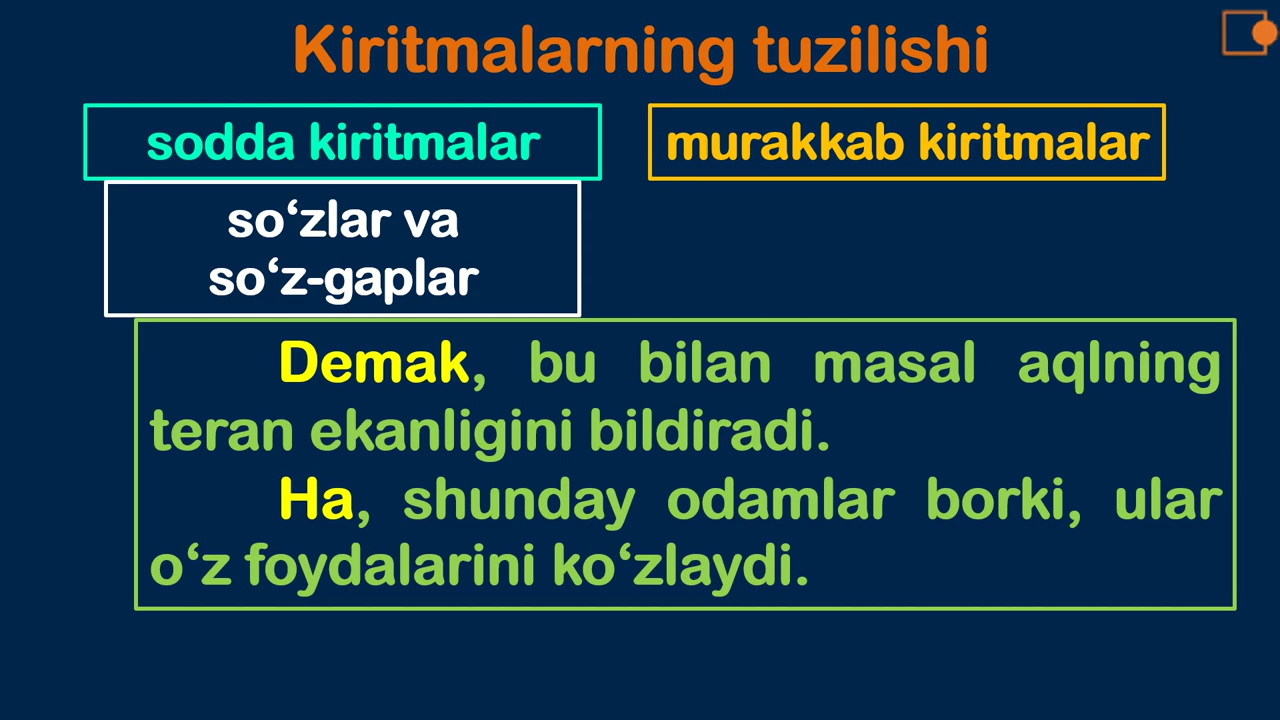 Kiritmalarning tuzilishi
sodda kiritmalar
murakkab kiritmalar
so‘zlar va
so‘z-gaplar
Demak, bu bilan masal aqlning
teran ekanligini bildiradi.
Ha, shunday odamlar borki, ular
o‘z foydalarini ko‘zlaydi.